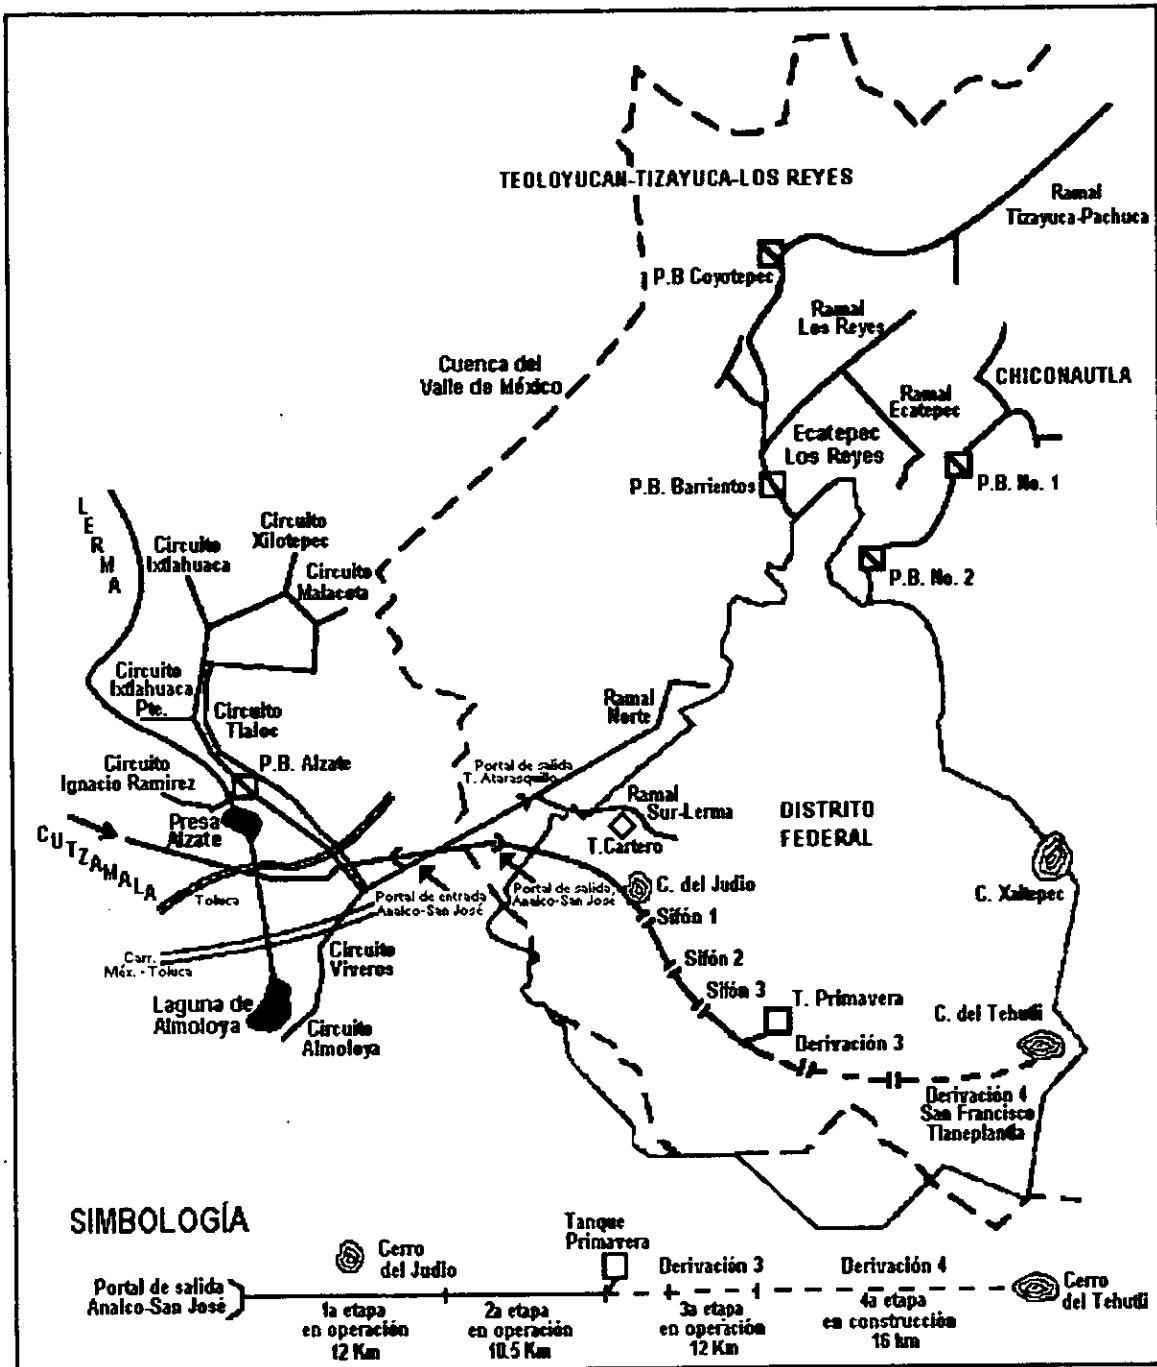 TEOLOYUCAN-TIZAYUCA-LOS REYES
Ramal
Tizayuca-Pachuca
P.B Coyotepec
Ramal
Los Reyes
Cuenca del
Valle de México
CHICONAUTLA
Ramal
Ecatepec
Ecatepec
Los Reyes
P.B. Barrientos
P.B. No. 1
P.B. No. 2
LERMA
Circuito
Xilotepec
Circuito
Ixtlahuaca
Circuito
Malacota
Circuito
Ixtlahuaca
Pte.
Circuito
Tlaloc
Ramal
Norte
Circuito
Ignacio Ramirez
P.B. Alzate
Portal de salida
T. Atarasquillo
Ramal
Sur-Lerma
DISTRITO
FEDERAL
Presa
Alzate
CUTZAMALA
T. Cartero
Toluca
Portal de entrada
Analco-San José
Portal de salida,
Analco-San José
C. del Judio
C. Xaltepec
Sifón 1
Carr.
Méx. - Toluca
Circuito
Viveros
Sifón 2
Sifón 3
T. Primavera
Laguna de
Almoloya
Circuito
Almoloya
C. del Tehutli
Derivación 3
Derivación 4
San Francisco
Tlaneplantla
SIMBOLOGÍA
Cerro
del Judio
Tanque
Primavera
Derivación 3
Derivación 4
Portal de salida
Analco-San José
Cerro
del Tehutli
1a etapa
en operación
12 Km
2a etapa
en operación
10.5 Km
3a etapa
en operación
12 Km
4a etapa
en construcción
16 km